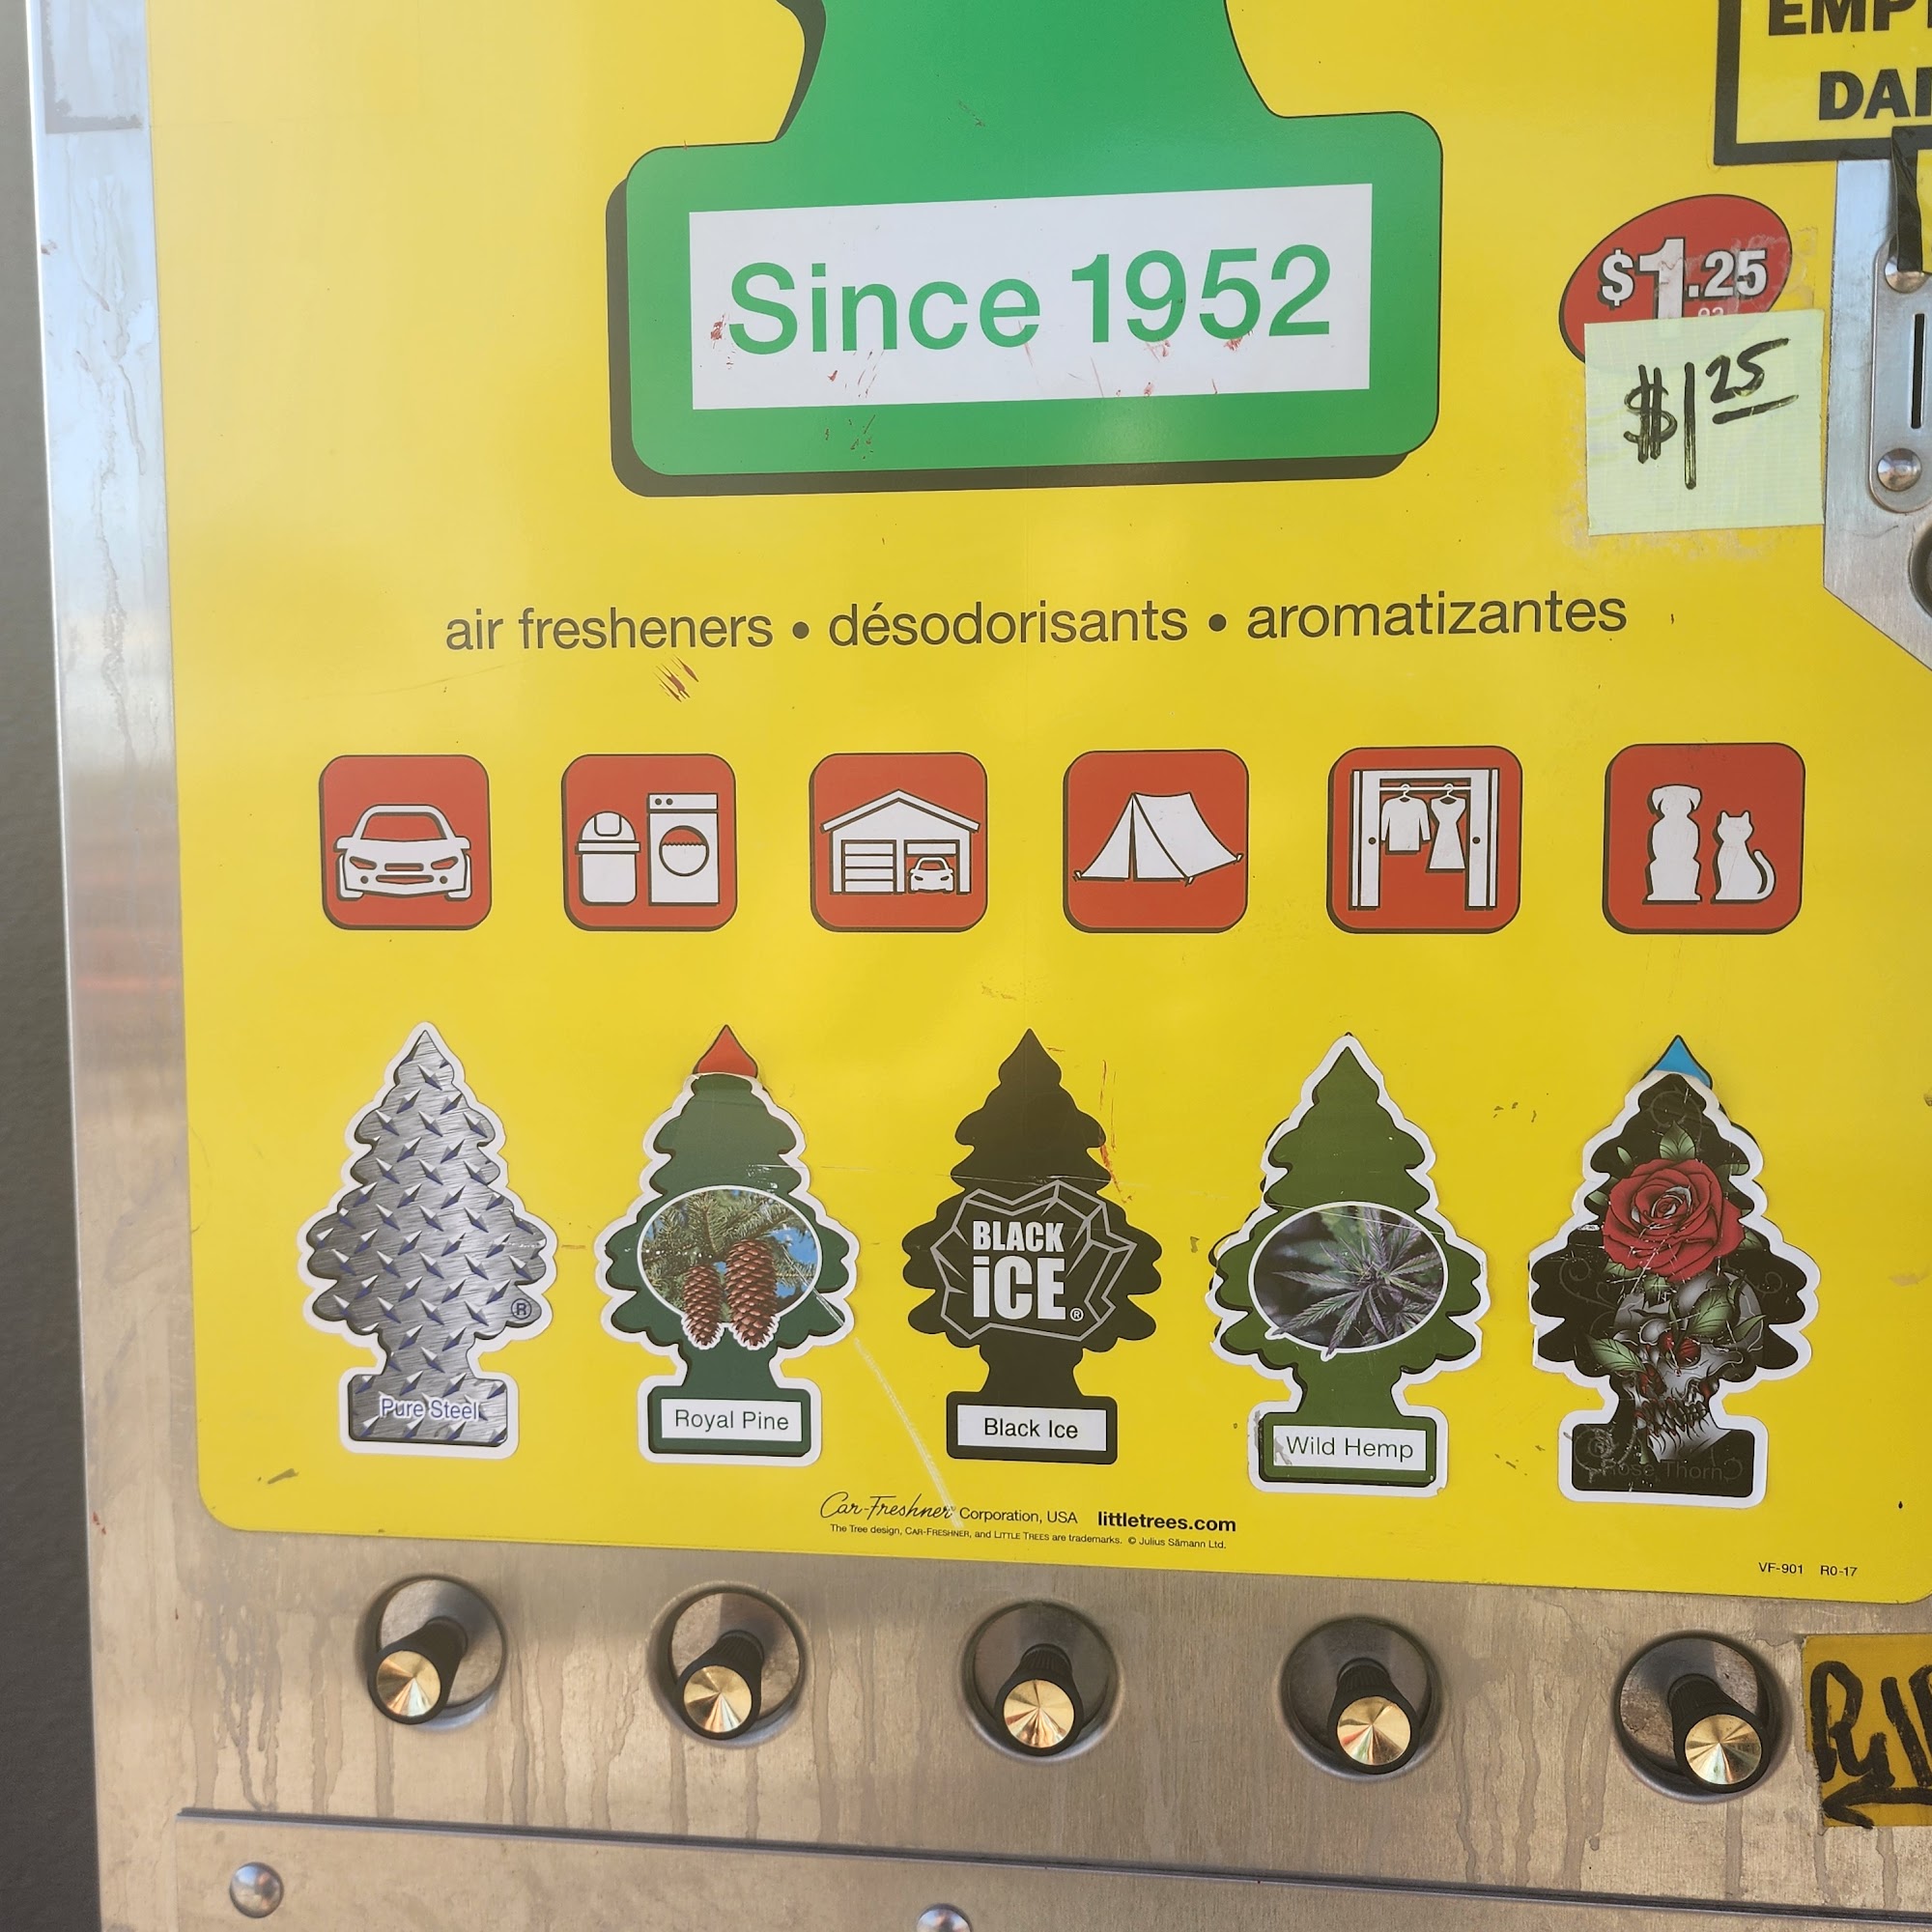 EMP
DA
Since 1952
$1.25
$1 25
air fresheners • désodorisants • aromatizantes
BLACK
iCE®
®
Pure Steel
Royal Pine
Black Ice
Wild Hemp
Rose Thorn
Car-Freshner® Corporation, USA littletrees.com
The Tree design, CAR-FRESHNER, and LITTLE TREES are trademarks. © Julius Sämann Ltd.
VF-901 R0-17